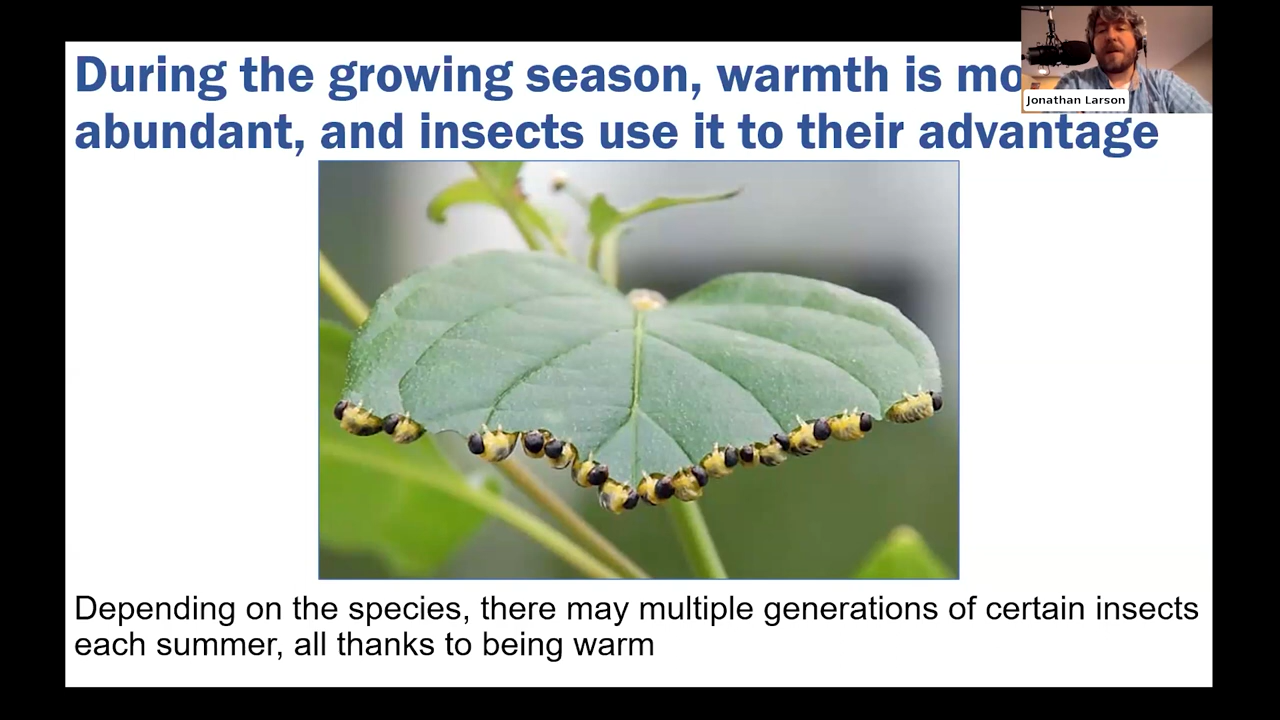 During the growing season, warmth is
abundant, and insects use it to their advantage
Jonathan Larson
Depending on the species, there may multiple generations of certain insects
each summer, all thanks to being warm